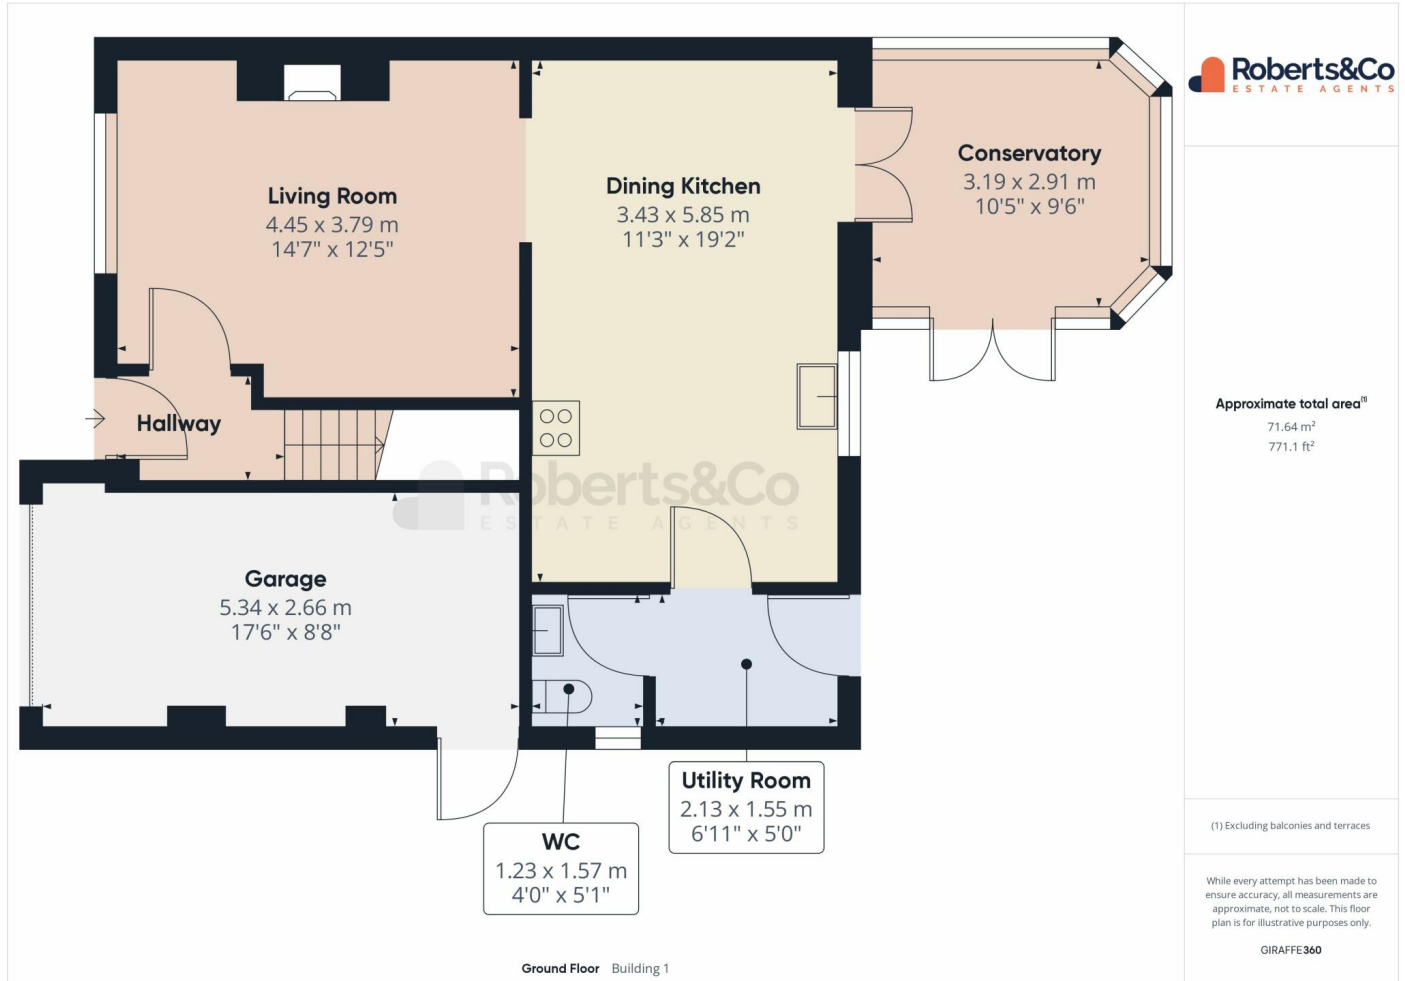 Roberts&Co
ESTATE AGENTS
Living Room
4.45 x 3.79 m
14'7" x 12'5"
Dining Kitchen
3.43 x 5.85 m
11'3" x 19'2"
Conservatory
3.19 x 2.91 m
10'5" x 9'6"
Hallway
Roberts&Co
ESTATE AGENTS
Garage
5.34 x 2.66 m
17'6" x 8'8"
Utility Room
2.13 x 1.55 m
6'11" x 5'0"
WC
1.23 x 1.57 m
4'0" x 5'1"
Ground Floor Building 1
Approximate total area(1)
71.64 m²
771.1 ft²
(1) Excluding balconies and terraces
While every attempt has been made to
ensure accuracy, all measurements are
approximate, not to scale. This floor
plan is for illustrative purposes only.
GIRAFFE360